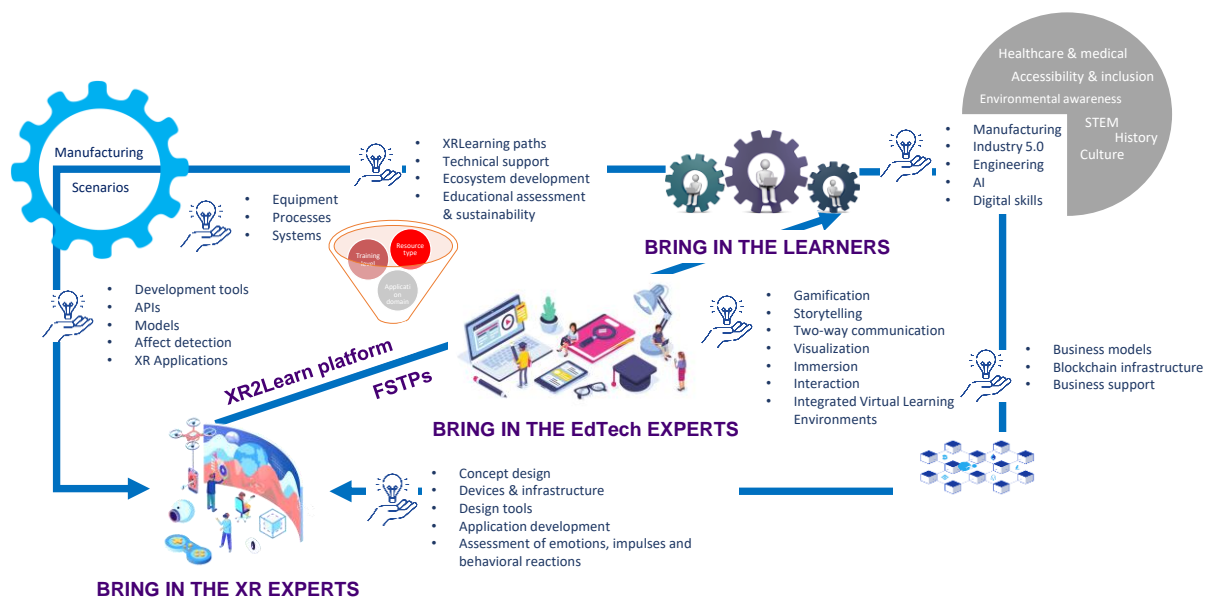 Healthcare & medical
Accessibility & inclusion
Environmental awareness
STEM
History
Culture
Manufacturing
Scenarios
• XRLearning paths
• Technical support
• Ecosystem development
• Educational assessment
& sustainability
• Manufacturing
• Industry 5.0
• Engineering
• AI
• Digital skills
• Equipment
• Processes
• Systems
Training
level
Resource
type
Applicati
on
domain
BRING IN THE LEARNERS
• Development tools
• APIs
• Models
• Affect detection
• XR Applications
• Gamification
• Storytelling
• Two-way communication
• Visualization
• Immersion
• Interaction
• Integrated Virtual Learning
Environments
• Business models
• Blockchain infrastructure
• Business support
XR2Learn platform
FSTPs
BRING IN THE EdTech EXPERTS
• Concept design
• Devices & infrastructure
• Design tools
• Application development
• Assessment of emotions, impulses and
behavioral reactions
BRING IN THE XR EXPERTS